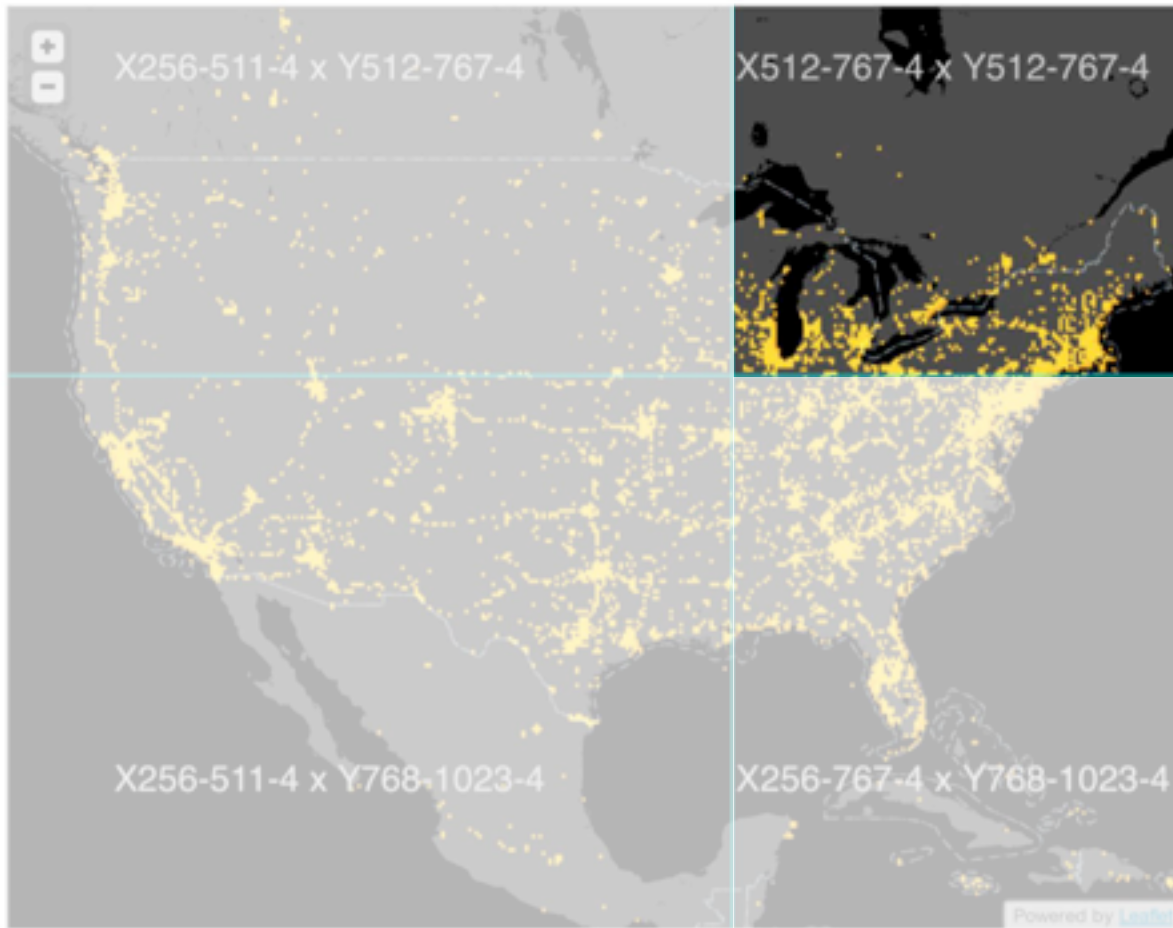 +
X256-511-4 x Y512-767-4
X512-767-4 x Y512-767-4
−
X256-511-4 x Y768-1023-4
X256-767-4 x Y768-1023-4
Powered by Leaflet